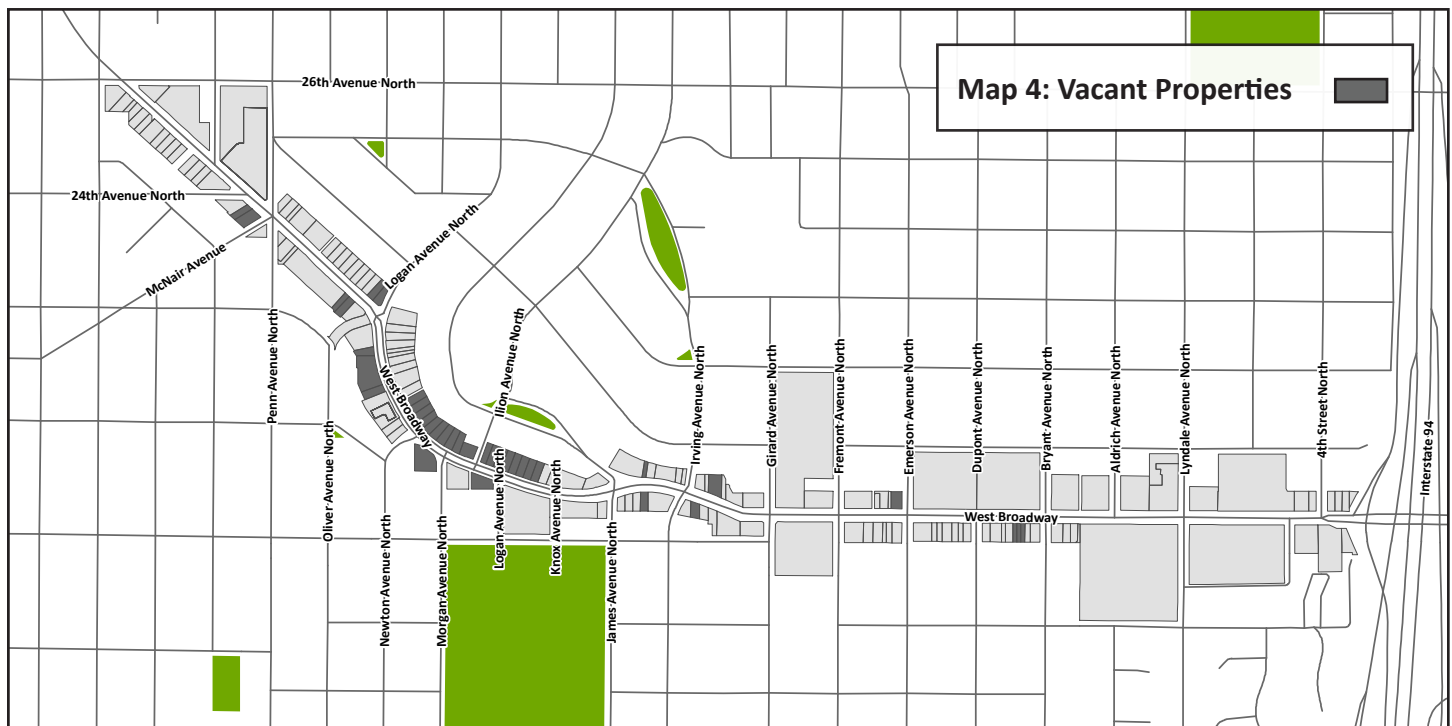 Map 4: Vacant Properties
26th Avenue North
24th Avenue North
McNair Avenue
Logan Avenue North
Penn Avenue North
West Broadway
Ilion Avenue North
Oliver Avenue North
Newton Avenue North
Morgan Avenue North
Logan Avenue North
Knox Avenue North
James Avenue North
Irving Avenue North
Girard Avenue North
Fremont Avenue North
Emerson Avenue North
Dupont Avenue North
Bryant Avenue North
Aldrich Avenue North
Lyndale Avenue North
4th Street North
Interstate 94
West Broadway